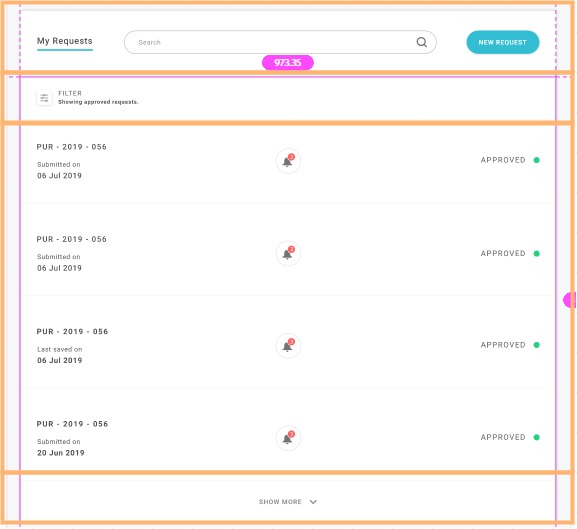 My Requests
Search
NEW REQUEST
973.35
FILTER
Showing approved requests.
PUR - 2019 - 056
Submitted on
06 Jul 2019
3
APPROVED
PUR - 2019 - 056
Submitted on
06 Jul 2019
3
APPROVED
PUR - 2019 - 056
Last saved on
06 Jul 2019
3
APPROVED
PUR - 2019 - 056
Submitted on
20 Jun 2019
3
APPROVED
SHOW MORE